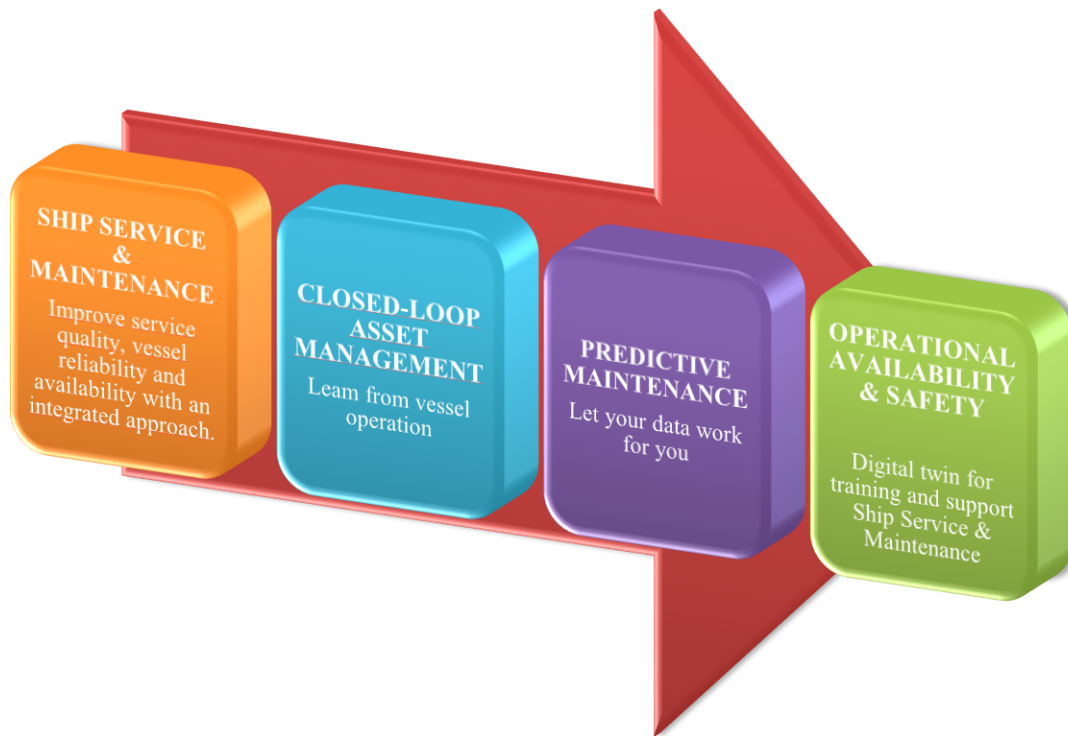 SHIP SERVICE
&
MAINTENANCE
Improve service
quality, vessel
reliability and
availability with an
integrated approach.
CLOSED-LOOP
ASSET
MANAGEMENT
Leam from vessel
operation
PREDICTIVE
MAINTENANCE
Let your data work
for you
OPERATIONAL
AVAILABILITY
& SAFETY
Digital twin for
training and support
Ship Service &
Maintenance